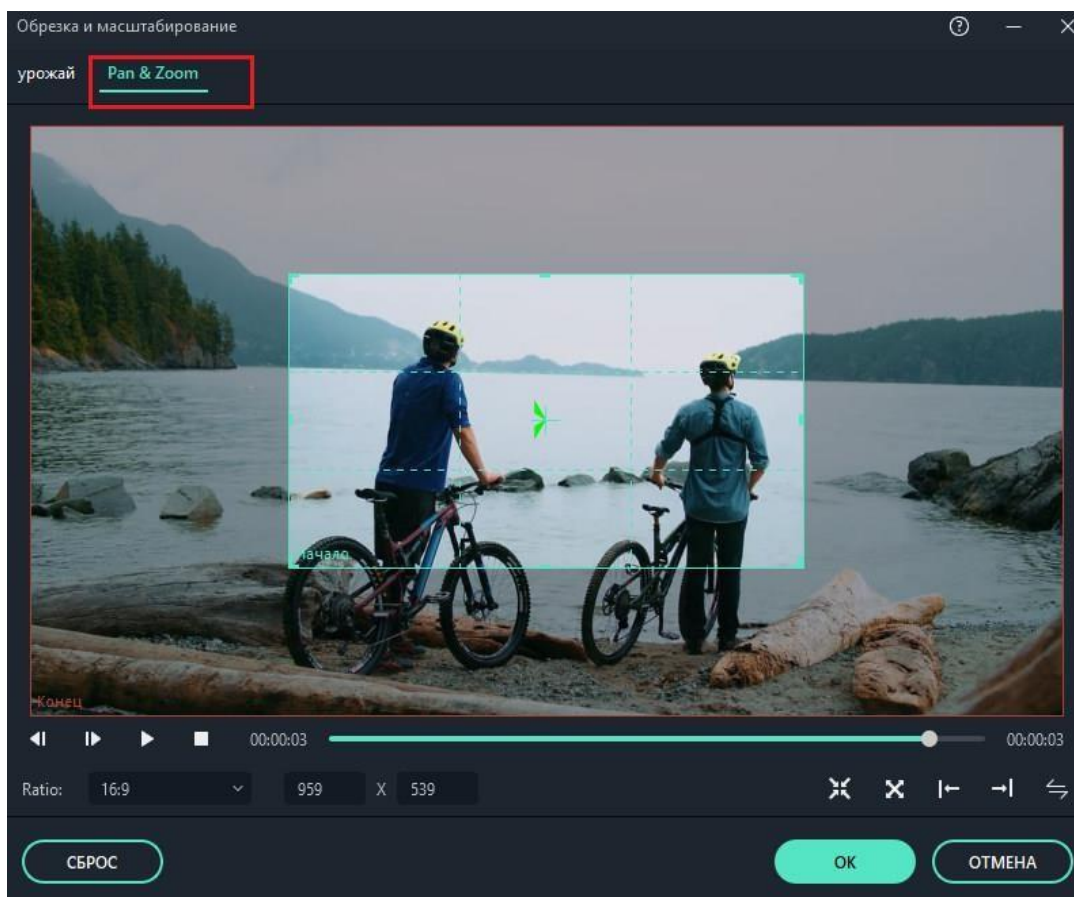 Обрезка и масштабирование
урожай Pan & Zoom
Начало
Конец
00:00:03 00:00:03
Ratio: 16:9 959 X 539
СБРОС OK ОТМЕНА